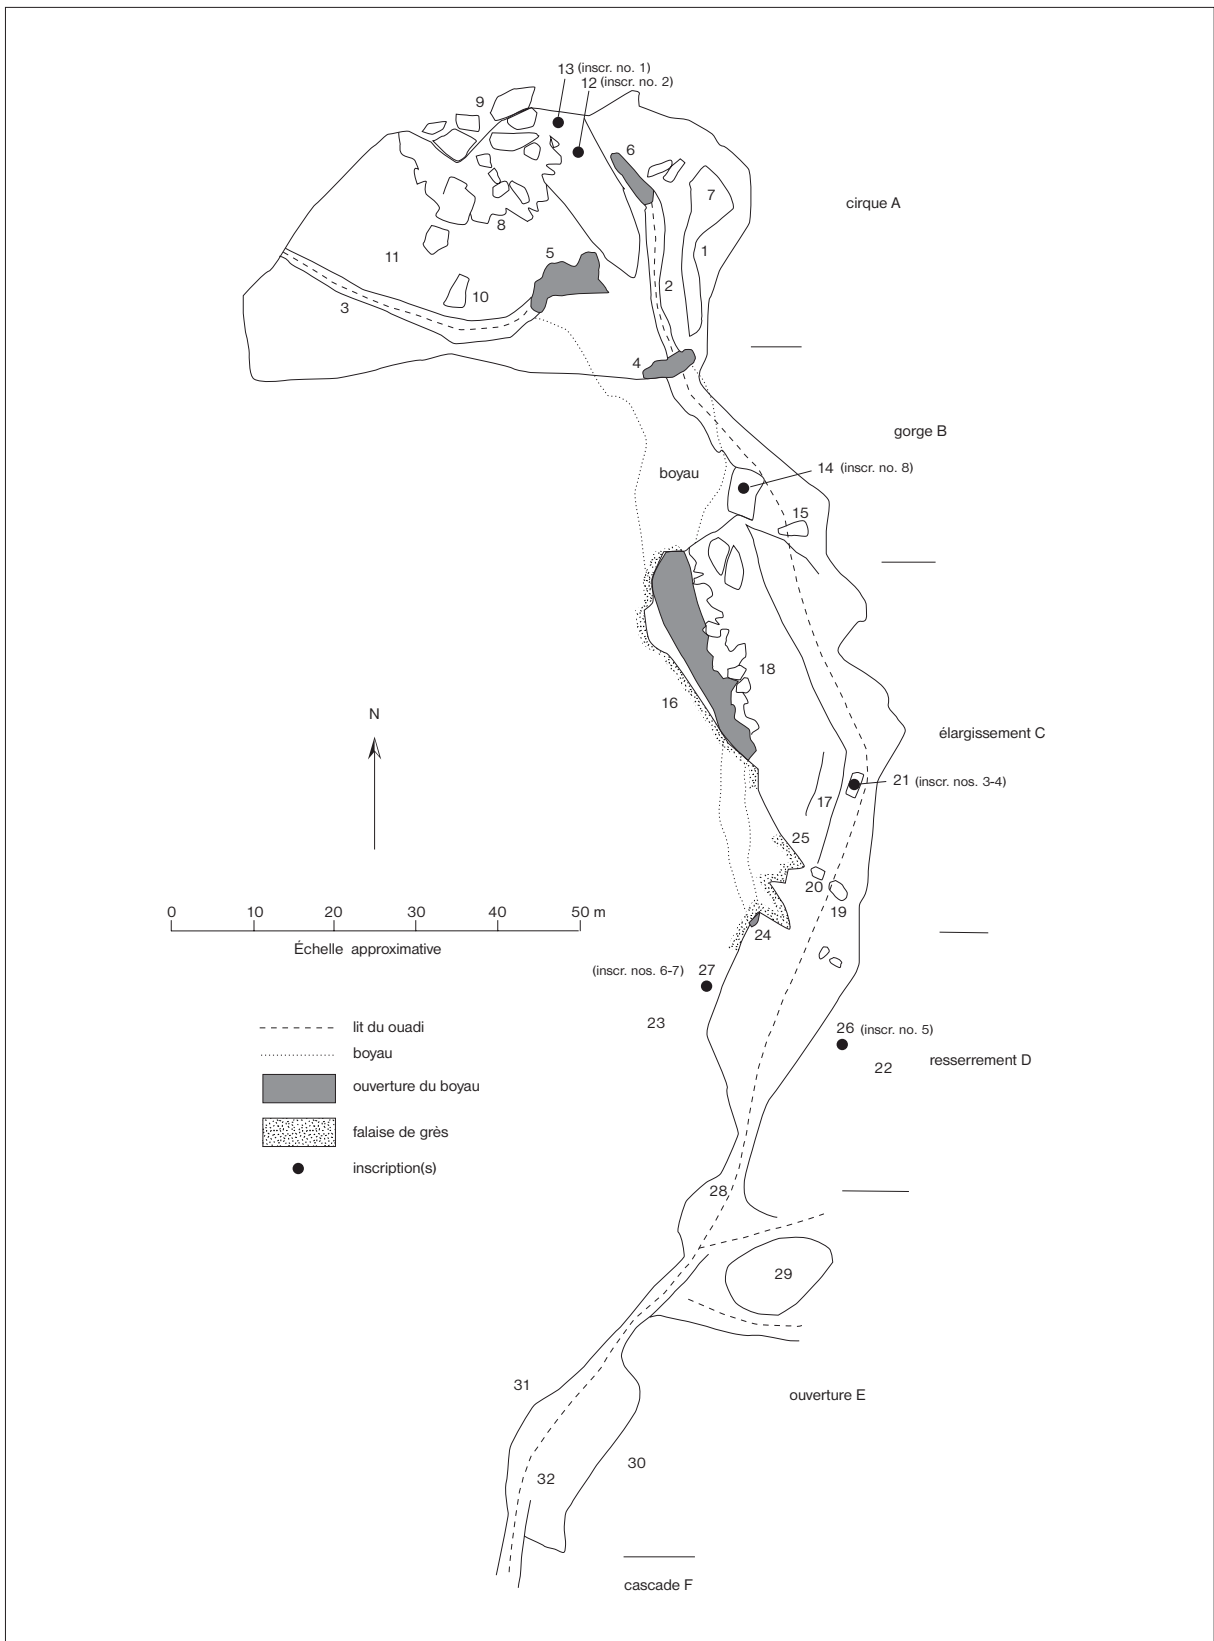 13 (inscr. no. 1)
12 (inscr. no. 2)
9
6
7
cirque A
8
1
11
5
2
10
3
4
gorge B
boyau
14 (inscr. no. 8)
15
18
16
N
élargissement C
21 (inscr. nos. 3-4)
17
25
20
19
0 10 20 30 40 50 m
24
Échelle approximative
(inscr. nos. 6-7) 27
23
26 (inscr. no. 5)
22
resserrement D
lit du ouadi
boyau
ouverture du boyau
falaise de grès
inscription(s)
28
29
31
ouverture E
30
32
cascade F